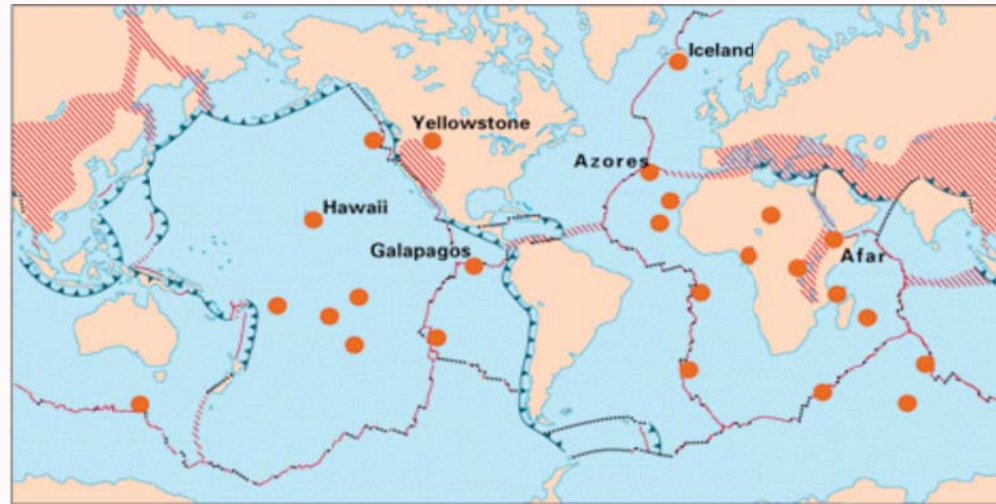 Iceland
Yellowstone
Azores
Hawaii
Galapagos
Afar